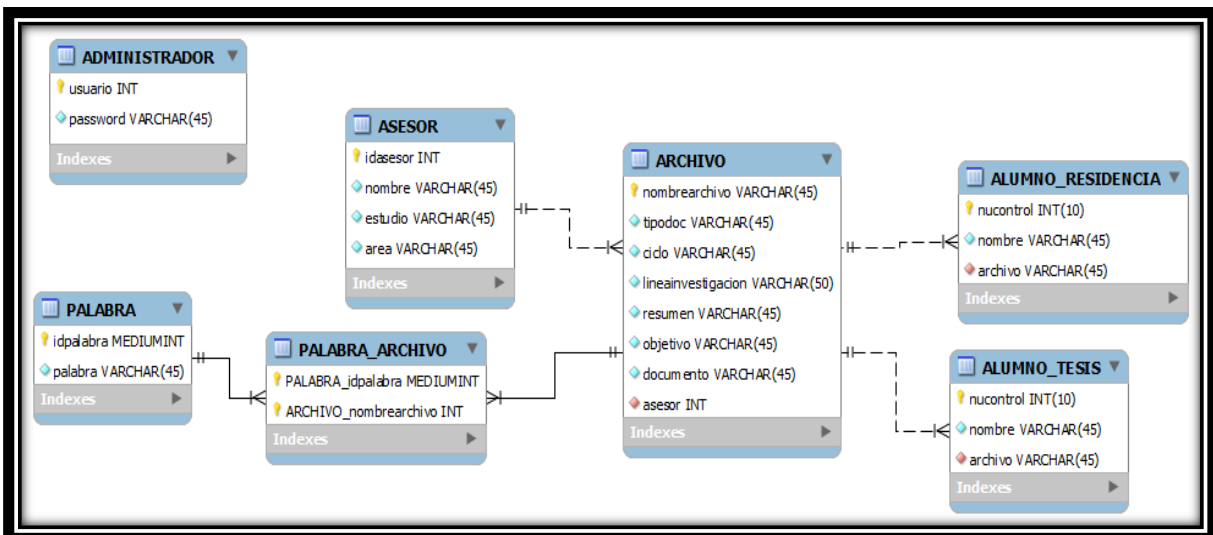 ADMINISTRADOR
usuario INT
password VARCHAR(45)
Indexes
ASESOR
idasesor INT
nombre VARCHAR(45)
estudio VARCHAR(45)
area VARCHAR(45)
Indexes
PALABRA
idpalabra MEDIUMINT
palabra VARCHAR(45)
Indexes
PALABRA_ARCHIVO
PALABRA_idpalabra MEDIUMINT
ARCHIVO_nombrearchivo INT
Indexes
ARCHIVO
nombrearchivo VARCHAR(45)
tipodoc VARCHAR(45)
ciclo VARCHAR(45)
lineainvestigacion VARCHAR(50)
resumen VARCHAR(45)
objetivo VARCHAR(45)
documento VARCHAR(45)
asesor INT
Indexes
ALUMNO_RESIDENCIA
nucontrol INT(10)
nombre VARCHAR(45)
archivo VARCHAR(45)
Indexes
ALUMNO_TESIS
nucontrol INT(10)
nombre VARCHAR(45)
archivo VARCHAR(45)
Indexes